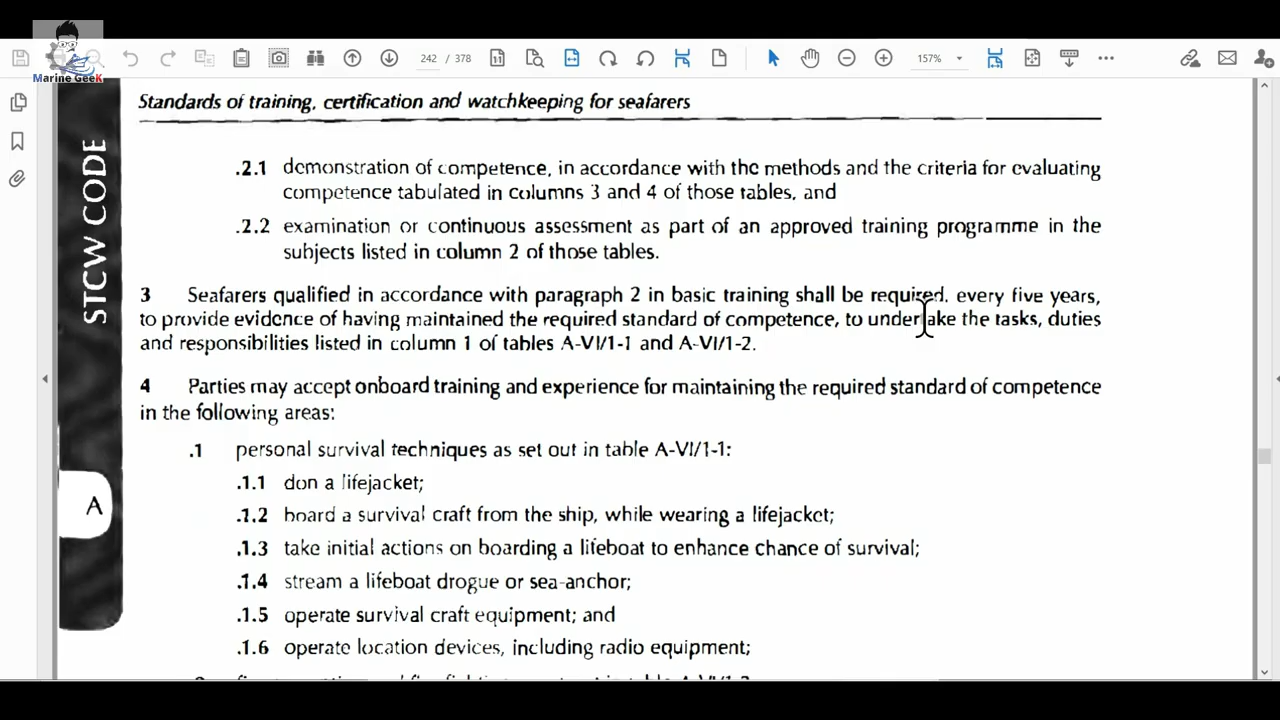 Marine GeeK
242 / 378
157%
STCW CODE
A
Standards of training, certification and watchkeeping for seafarers
.2.1 demonstration of competence, in accordance with the methods and the criteria for evaluating
competence tabulated in columns 3 and 4 of those tables, and
.2.2 examination or continuous assessment as part of an approved training programme in the
subjects listed in column 2 of those tables.
3 Seafarers qualified in accordance with paragraph 2 in basic training shall be required, every five years,
to provide evidence of having maintained the required standard of competence, to undertake the tasks, duties
and responsibilities listed in column 1 of tables A-VI/1-1 and A-VI/1-2.
4 Parties may accept onboard training and experience for maintaining the required standard of competence
in the following areas:
.1 personal survival techniques as set out in table A-VI/1-1:
.1.1 don a lifejacket;
.1.2 board a survival craft from the ship, while wearing a lifejacket;
.1.3 take initial actions on boarding a lifeboat to enhance chance of survival;
.1.4 stream a lifeboat drogue or sea-anchor;
.1.5 operate survival craft equipment; and
.1.6 operate location devices, including radio equipment;